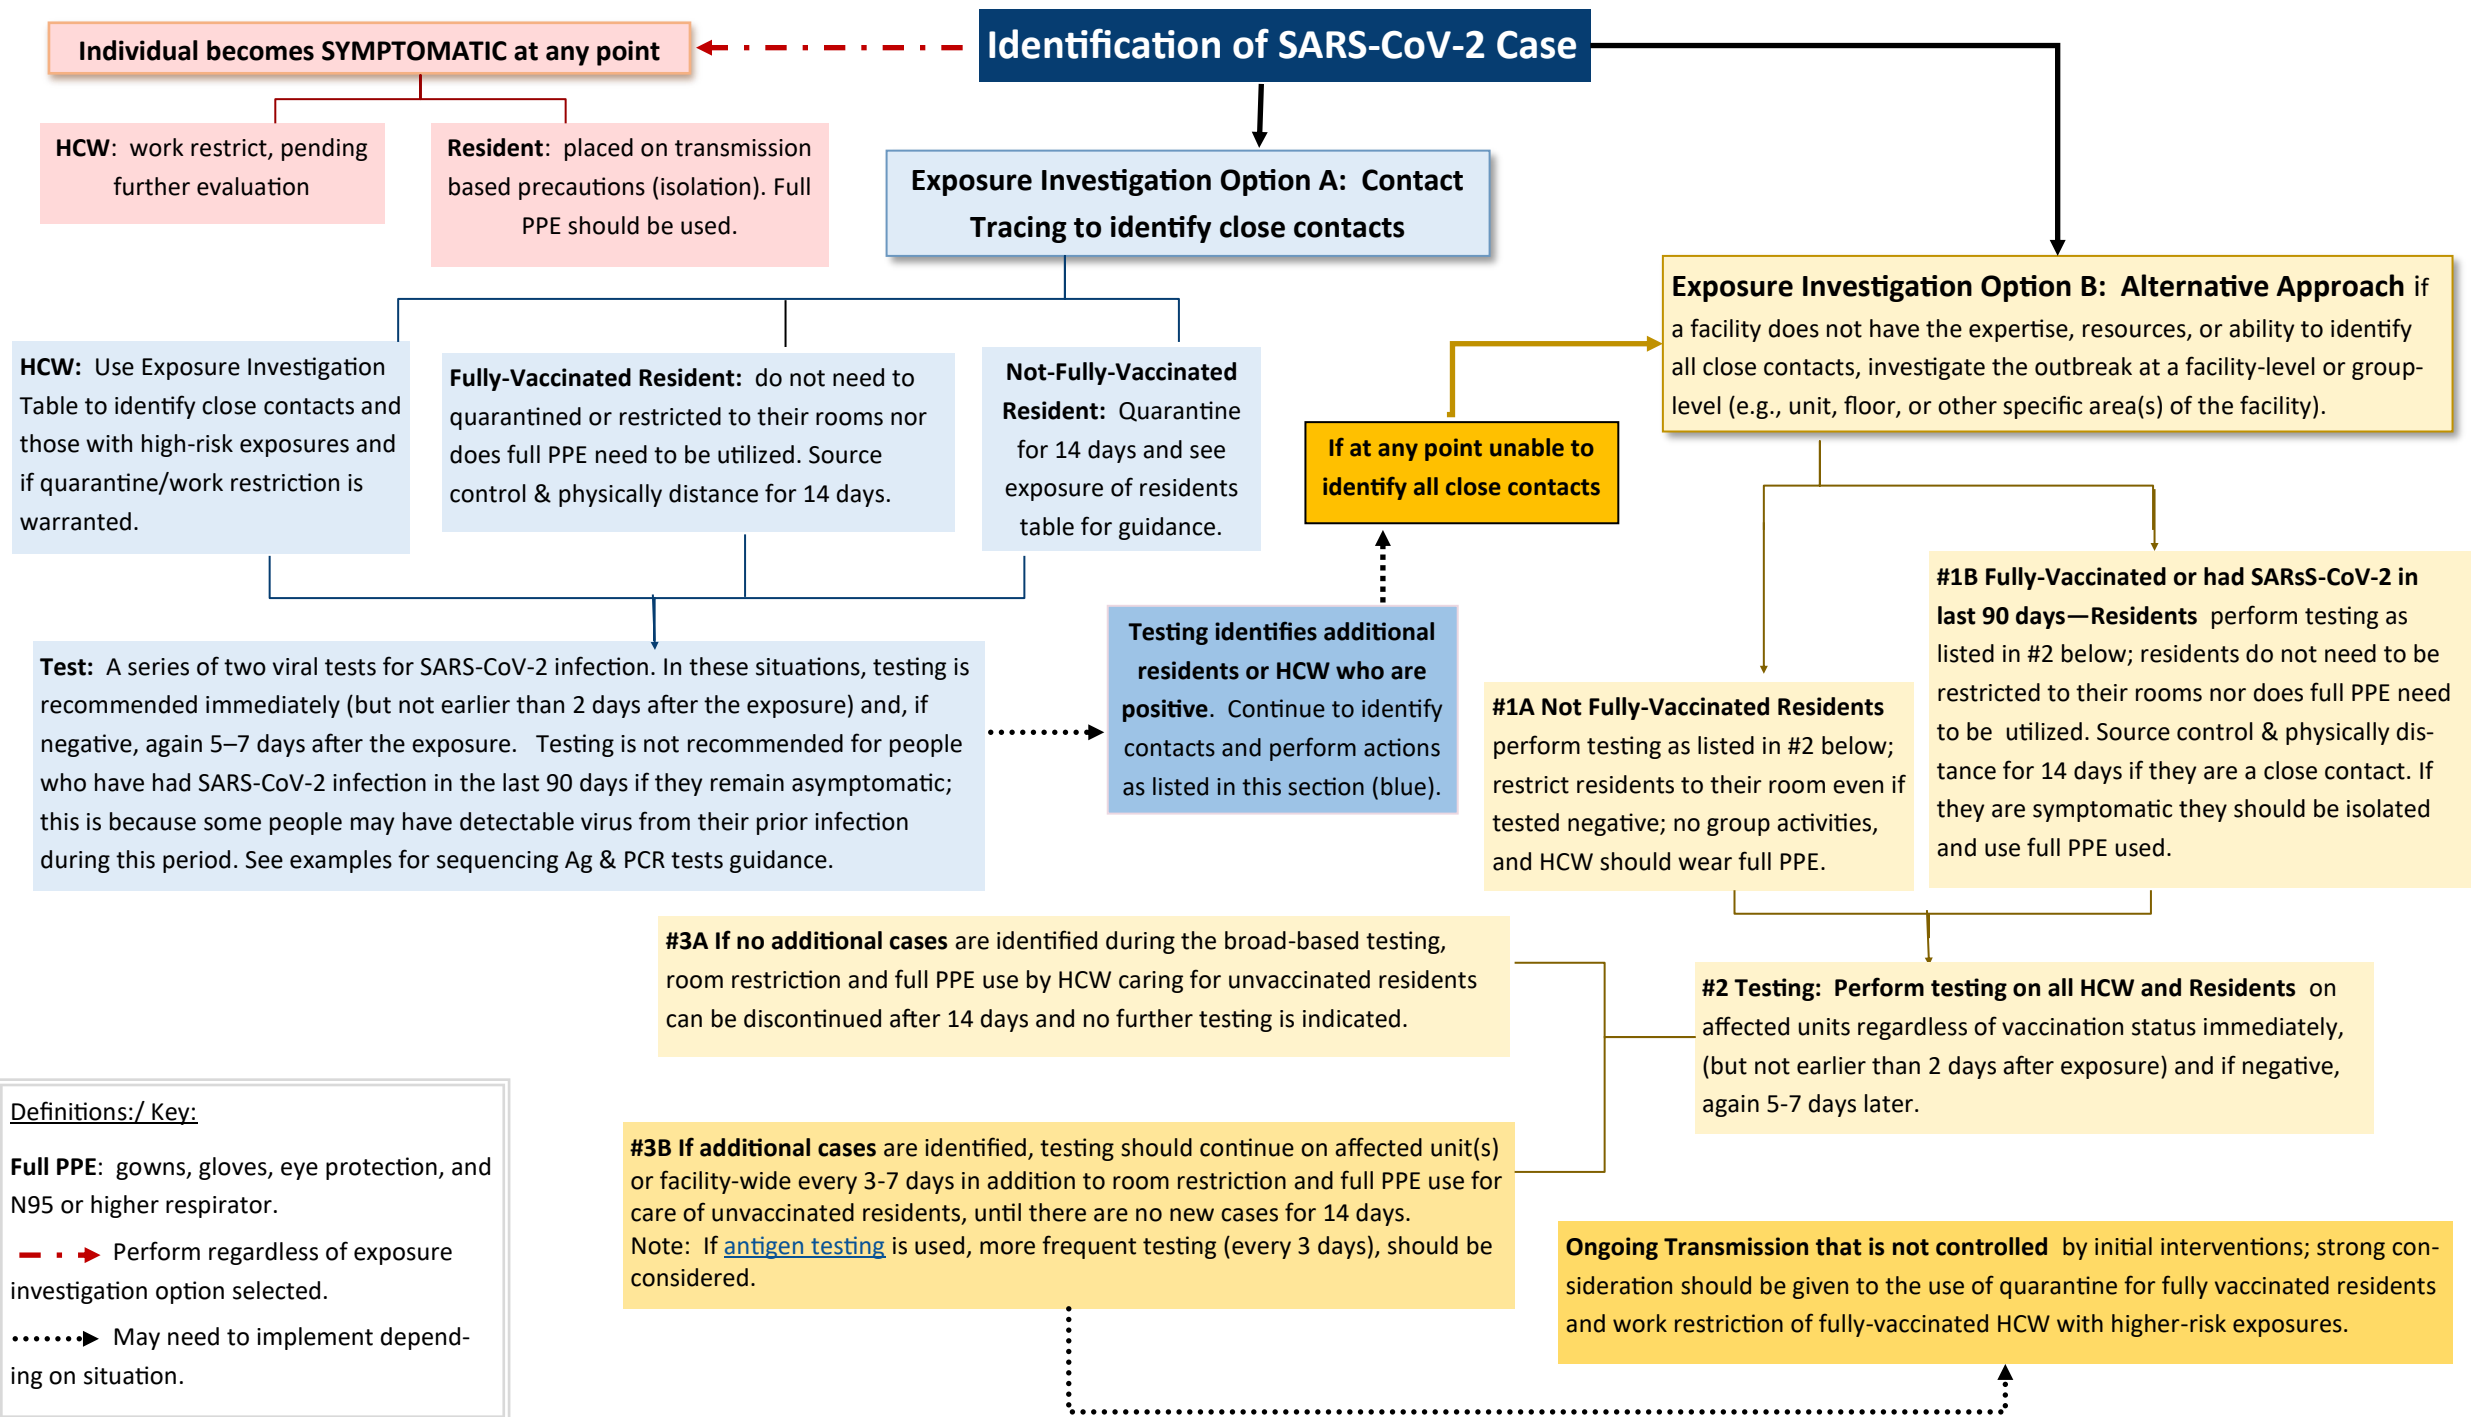 Identification of SARS-CoV-2 Case
Individual becomes SYMPTOMATIC at any point
HCW: work restrict, pending
further evaluation
Resident: placed on transmission
based precautions (isolation). Full
PPE should be used.
Exposure Investigation Option A: Contact
Tracing to identify close contacts
HCW: Use Exposure Investigation
Table to identify close contacts and
those with high-risk exposures and
if quarantine/work restriction is
warranted.
Fully-Vaccinated Resident: do not need to
quarantined or restricted to their rooms nor
does full PPE need to be utilized. Source
control & physically distance for 14 days.
Not-Fully-Vaccinated
Resident: Quarantine
for 14 days and see
exposure of residents
table for guidance.
Test: A series of two viral tests for SARS-CoV-2 infection. In these situations, testing is
recommended immediately (but not earlier than 2 days after the exposure) and, if
negative, again 5–7 days after the exposure. Testing is not recommended for people
who have had SARS-CoV-2 infection in the last 90 days if they remain asymptomatic;
this is because some people may have detectable virus from their prior infection
during this period. See examples for sequencing Ag & PCR tests guidance.
Testing identifies additional
residents or HCW who are
positive. Continue to identify
contacts and perform actions
as listed in this section (blue).
If at any point unable to
identify all close contacts
Exposure Investigation Option B: Alternative Approach if
a facility does not have the expertise, resources, or ability to identify
all close contacts, investigate the outbreak at a facility-level or group-
level (e.g., unit, floor, or other specific area(s) of the facility).
#1A Not Fully-Vaccinated Residents
perform testing as listed in #2 below;
restrict residents to their room even if
tested negative; no group activities,
and HCW should wear full PPE.
#1B Fully-Vaccinated or had SARsS-CoV-2 in
last 90 days—Residents perform testing as
listed in #2 below; residents do not need to be
restricted to their rooms nor does full PPE need
to be utilized. Source control & physically dis-
tance for 14 days if they are a close contact. If
they are symptomatic they should be isolated
and use full PPE used.
#2 Testing: Perform testing on all HCW and Residents on
affected units regardless of vaccination status immediately,
(but not earlier than 2 days after exposure) and if negative,
again 5-7 days later.
#3A If no additional cases are identified during the broad-based testing,
room restriction and full PPE use by HCW caring for unvaccinated residents
can be discontinued after 14 days and no further testing is indicated.
#3B If additional cases are identified, testing should continue on affected unit(s)
or facility-wide every 3-7 days in addition to room restriction and full PPE use for
care of unvaccinated residents, until there are no new cases for 14 days.
Note: If antigen testing is used, more frequent testing (every 3 days), should be
considered.
Ongoing Transmission that is not controlled by initial interventions; strong con-
sideration should be given to the use of quarantine for fully vaccinated residents
and work restriction of fully-vaccinated HCW with higher-risk exposures.
Definitions:/ Key:
Full PPE: gowns, gloves, eye protection, and
N95 or higher respirator.
Perform regardless of exposure
investigation option selected.
May need to implement depend-
ing on situation.